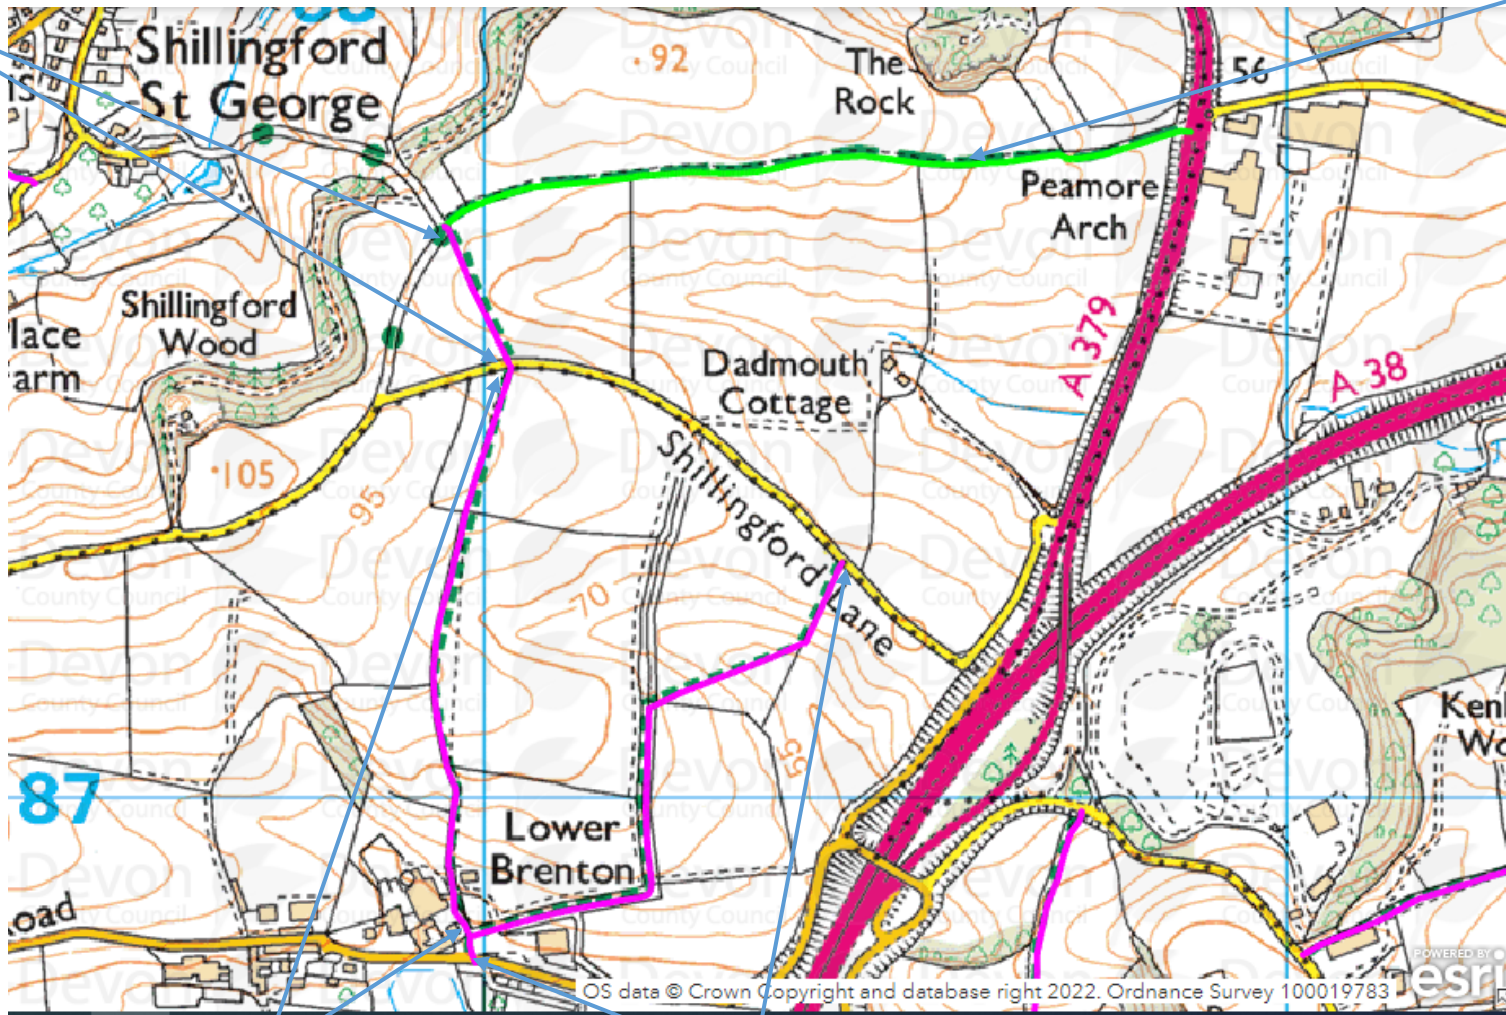 Shillingford
St George
92
The
Rock
56
Peamore
Arch
Shillingford
Wood
lace
arm
Dadmouth
Cottage
A 379
A 38
105
95
Shillingford Lane
70
55
Ken
Wo
87
Lower
Brenton
oad
POWERED BY
esri
OS data © Crown Copyright and database right 2022. Ordnance Survey 100019783
Devon
County Council